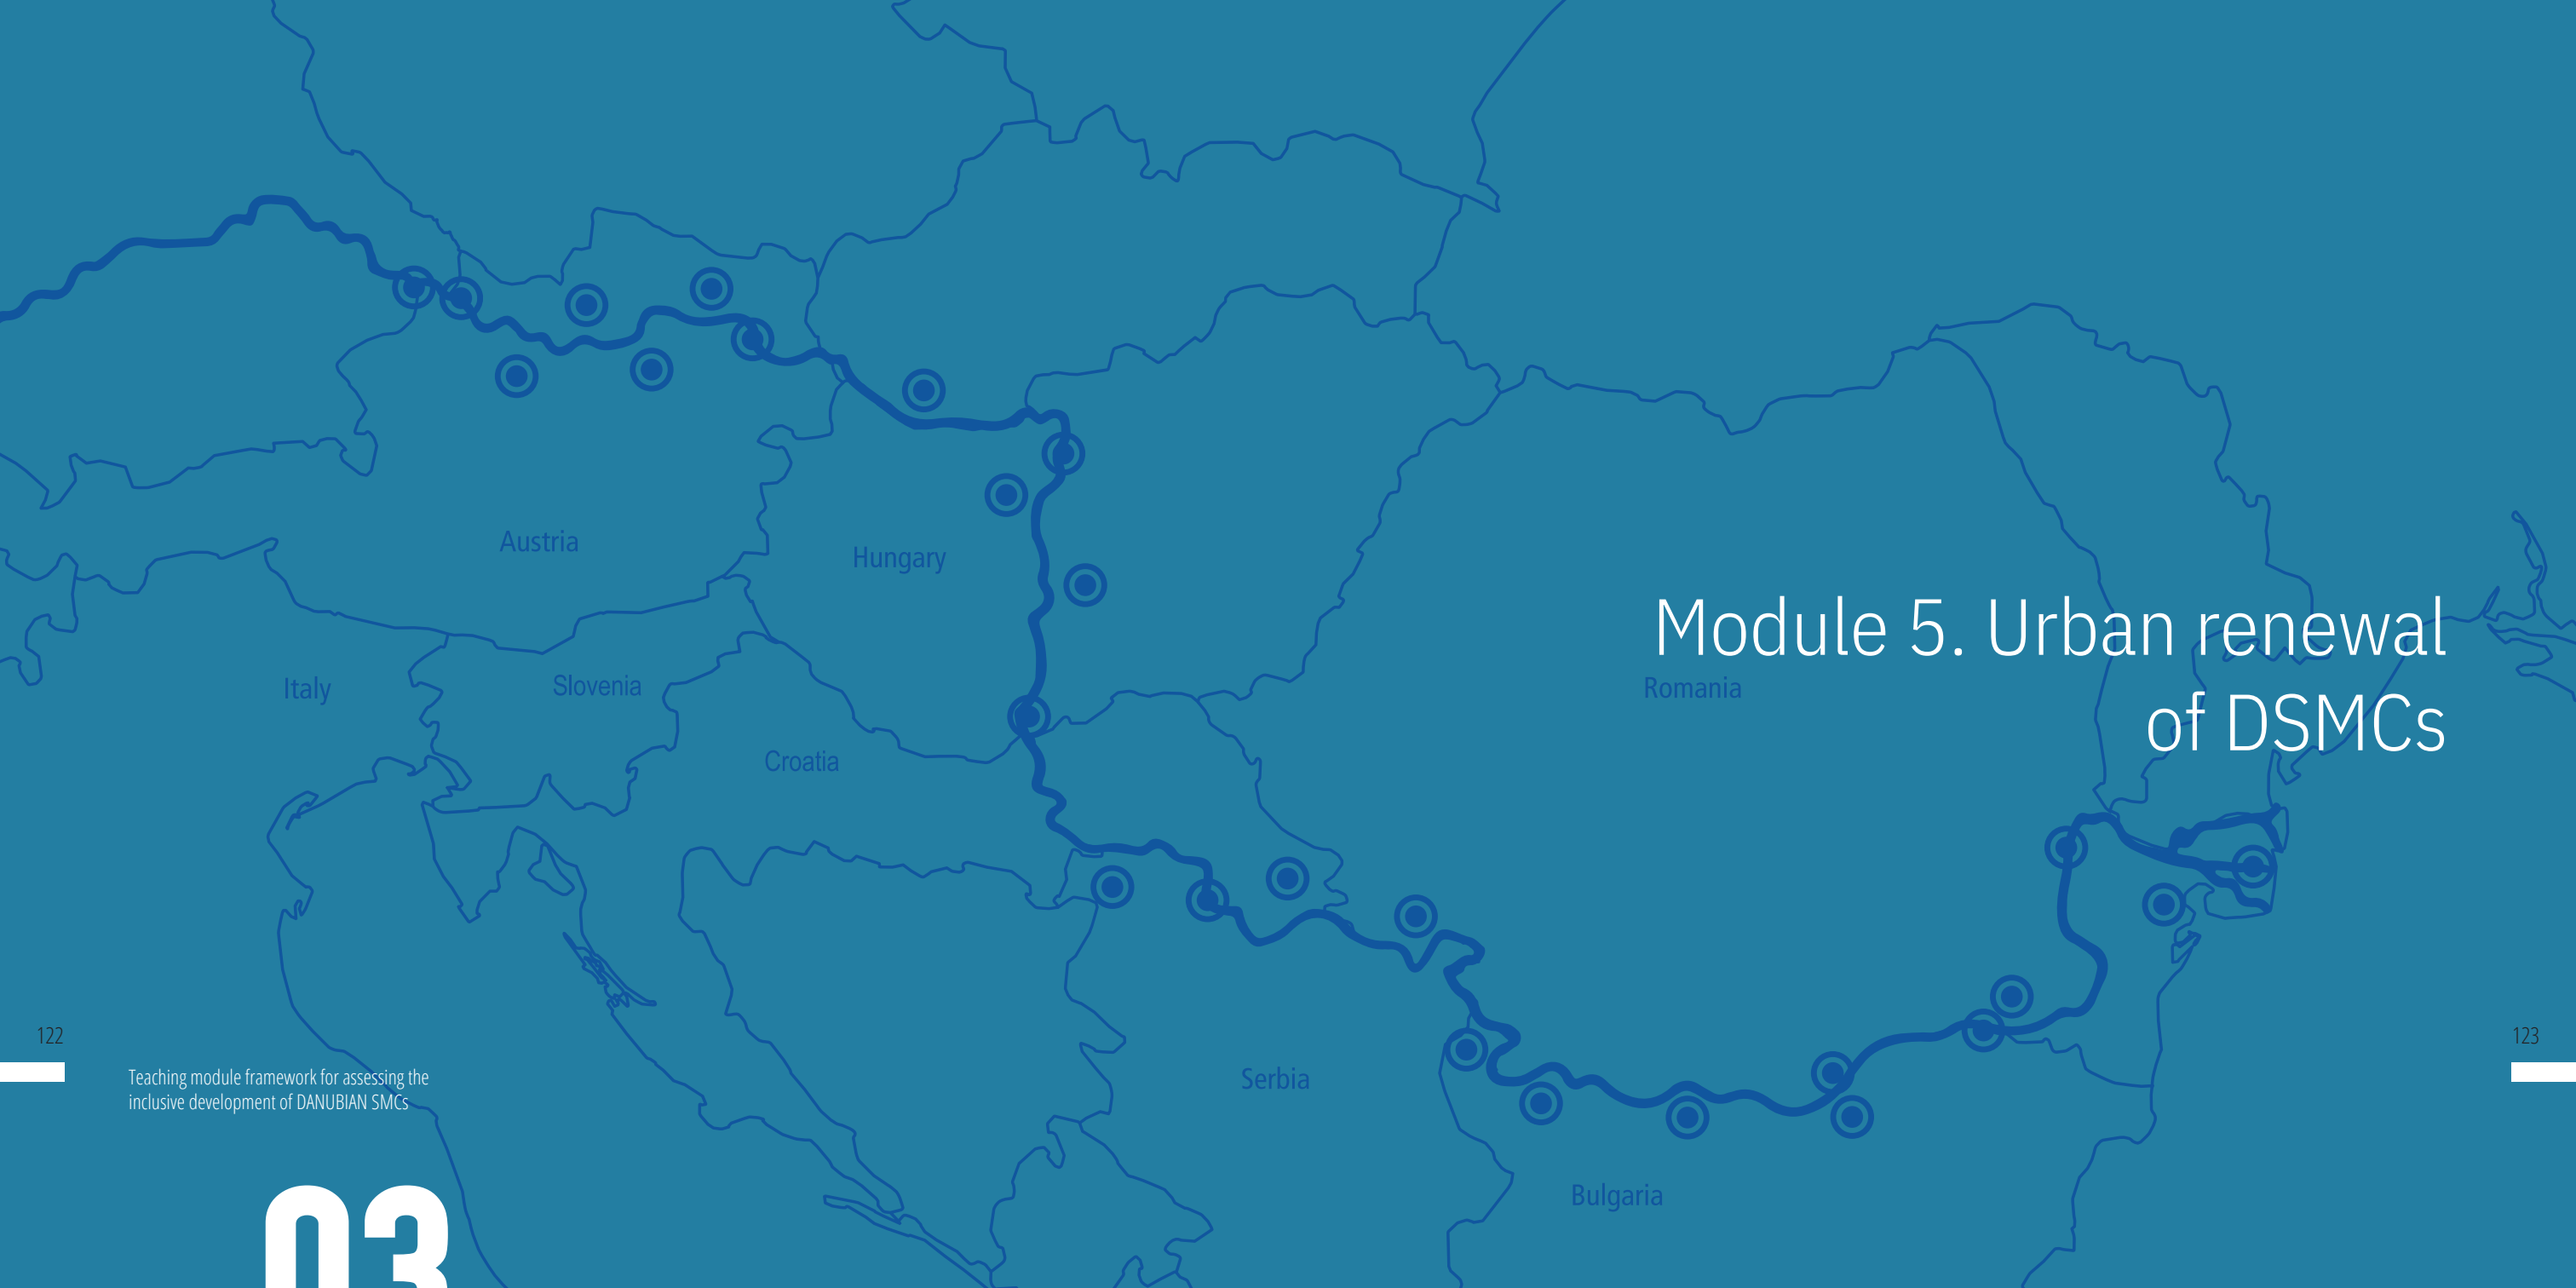 Austria
Hungary
Module 5. Urban renewal
of DSMCs
Italy
Slovenia
Romania
Croatia
122
123
Teaching module framework for assessing the
inclusive development of DANUBIAN SMCs
Serbia
Bulgaria
03